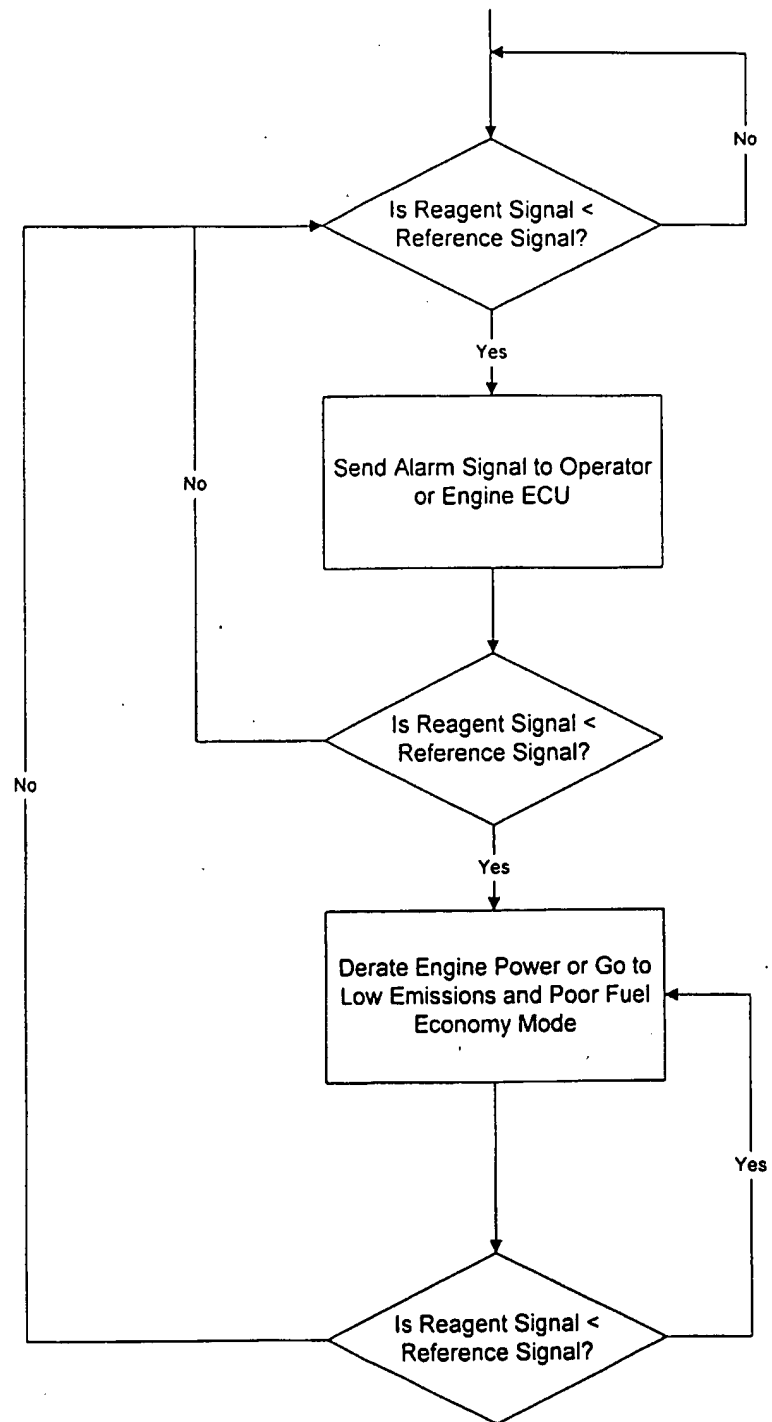 No
Is Reagent Signal <
Reference Signal?
Yes
Send Alarm Signal to Operator
or Engine ECU
No
Is Reagent Signal <
Reference Signal?
No
Yes
Derate Engine Power or Go to
Low Emissions and Poor Fuel
Economy Mode
Yes
Is Reagent Signal <
Reference Signal?